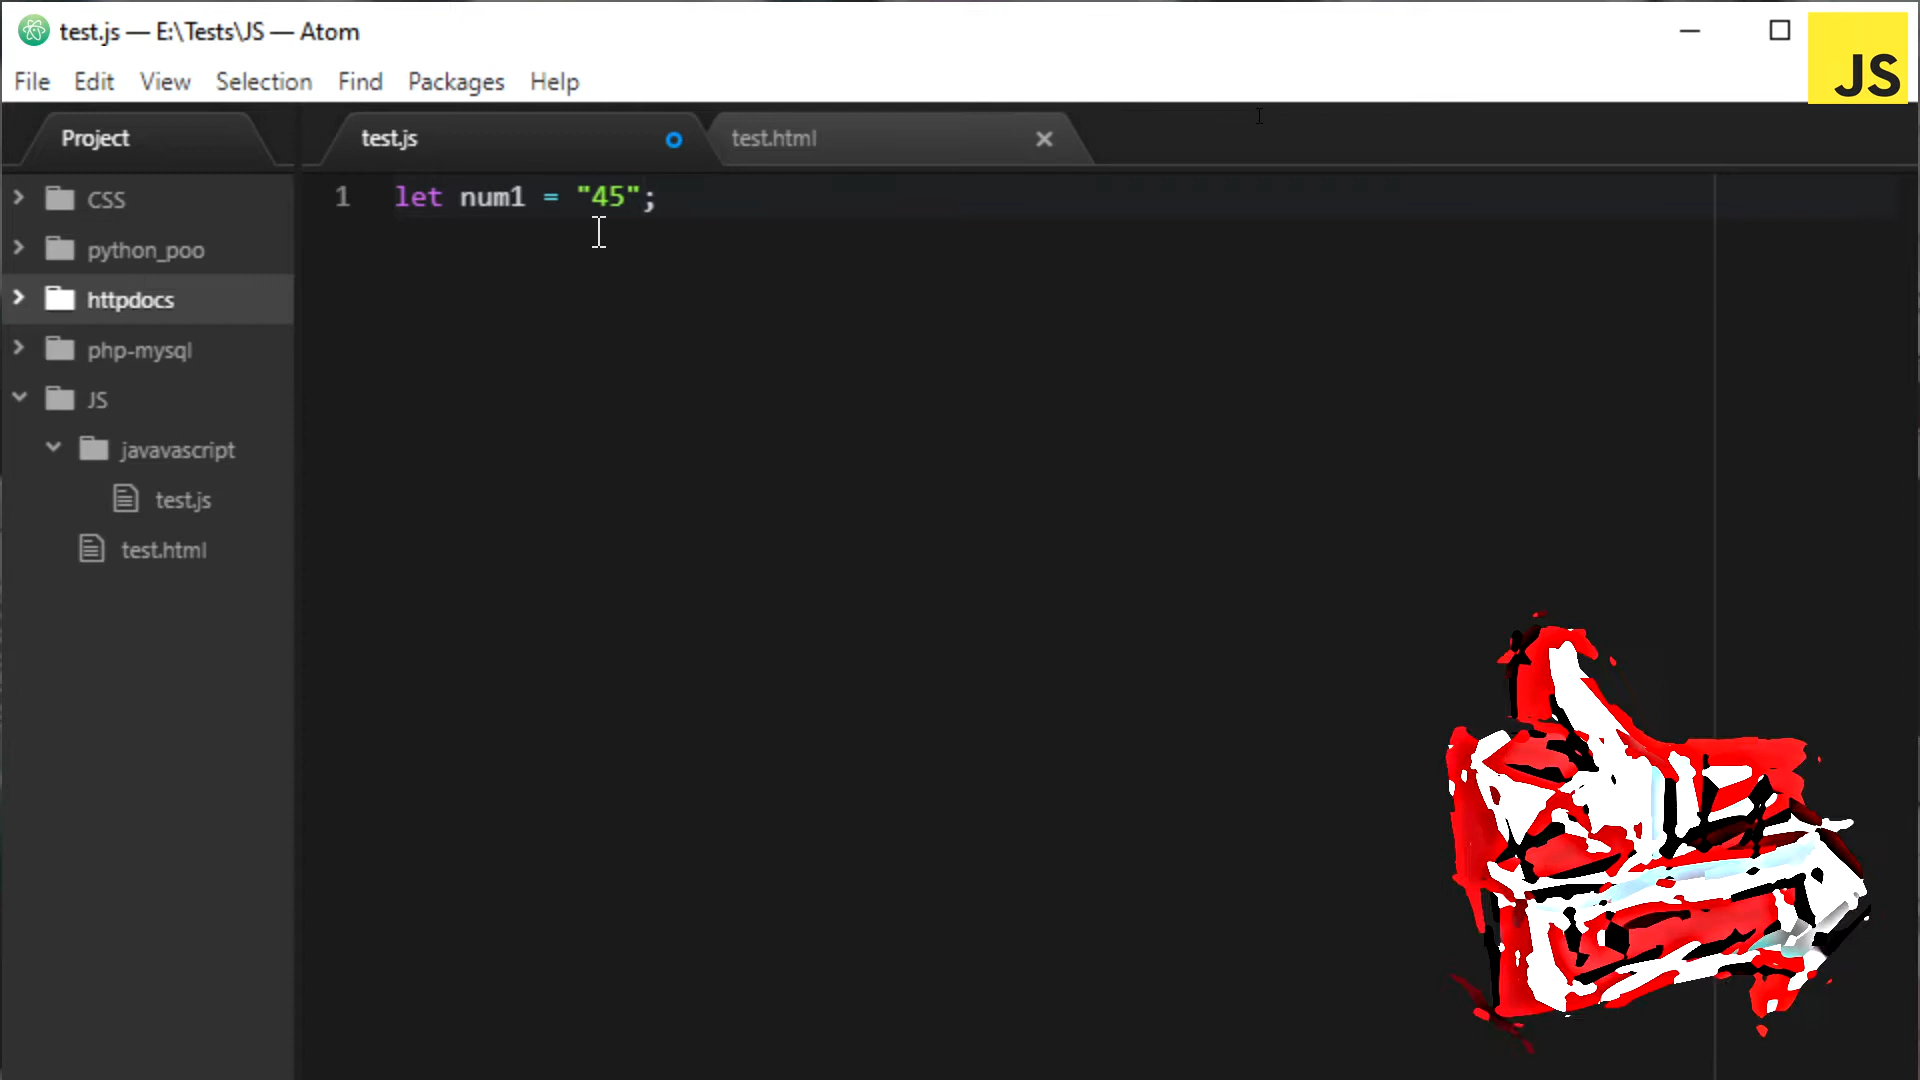 test.js — E:\Tests\JS — Atom
JS
File Edit View Selection Find Packages Help
Project
test.js
test.html
CSS
python_poo
httpdocs
php-mysql
JS
javavascript
test.js
test.html
1 let num1 = "45";